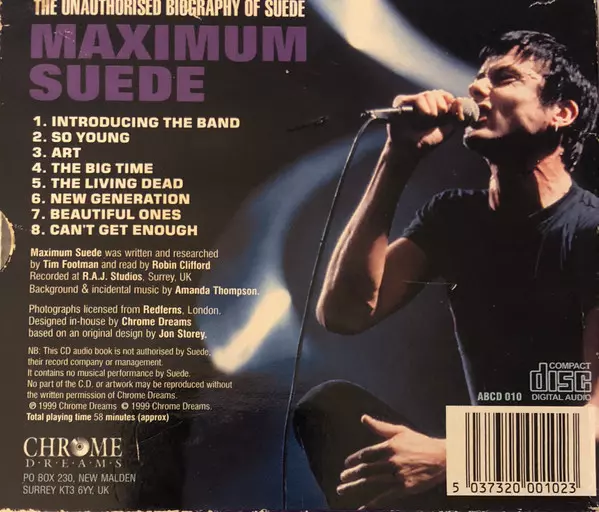 THE UNAUTHORISED BIOGRAPHY OF SUEDE
MAXIMUM
SUEDE
1. INTRODUCING THE BAND
2. SO YOUNG
3. ART
4. THE BIG TIME
5. THE LIVING DEAD
6. NEW GENERATION
7. BEAUTIFUL ONES
8. CAN'T GET ENOUGH
Maximum Suede was written and researched
by Tim Footman and read by Robin Clifford
Recorded at R.A.J. Studios, Surrey, UK
Background & incidental music by Amanda Thompson.
Photographs licensed from Redferns, London.
Designed in-house by Chrome Dreams
based on an original design by Jon Storey.
NB: This CD audio book is not authorised by Suede,
their record company or management.
It contains no musical performance by Suede.
No part of the C.D. or artwork may be reproduced without
the written permission of Chrome Dreams.
℗ 1999 Chrome Dreams © 1999 Chrome Dreams.
Total playing time 58 minutes (approx)
CHROME
D·R·E·A·M·S
PO BOX 230, NEW MALDEN
SURREY KT3 6YY, UK
COMPACT
disc
DIGITAL AUDIO
ABCD 010
5 037320 001023